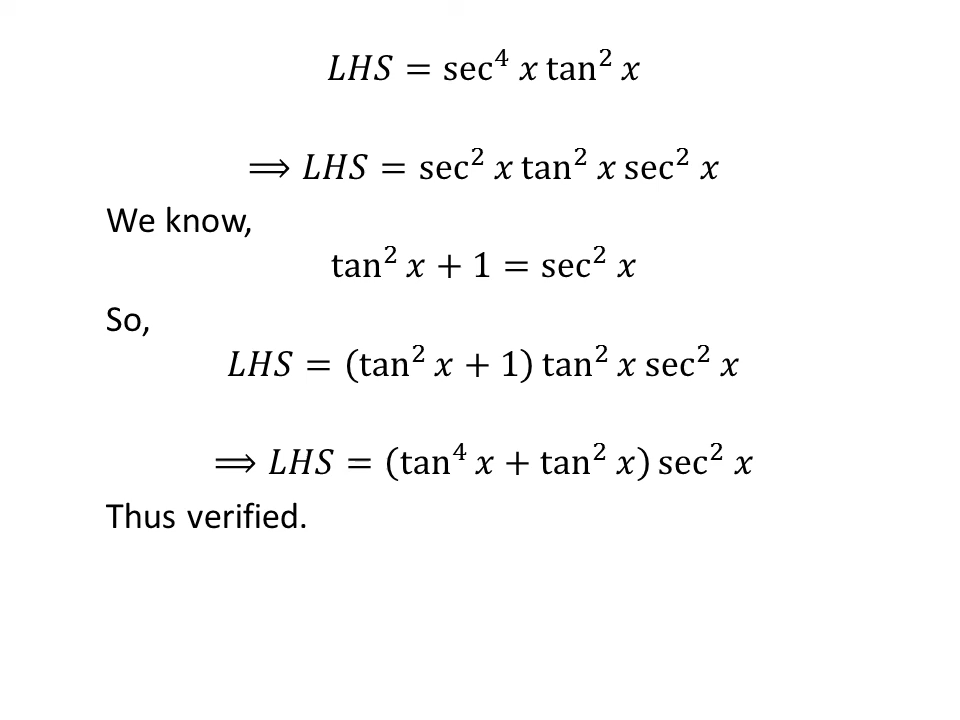 LHS = sec⁴ x tan² x
⟹ LHS = sec² x tan² x sec² x
We know,
tan² x + 1 = sec² x
So,
LHS = (tan² x + 1) tan² x sec² x
⟹ LHS = (tan⁴ x + tan² x) sec² x
Thus verified.